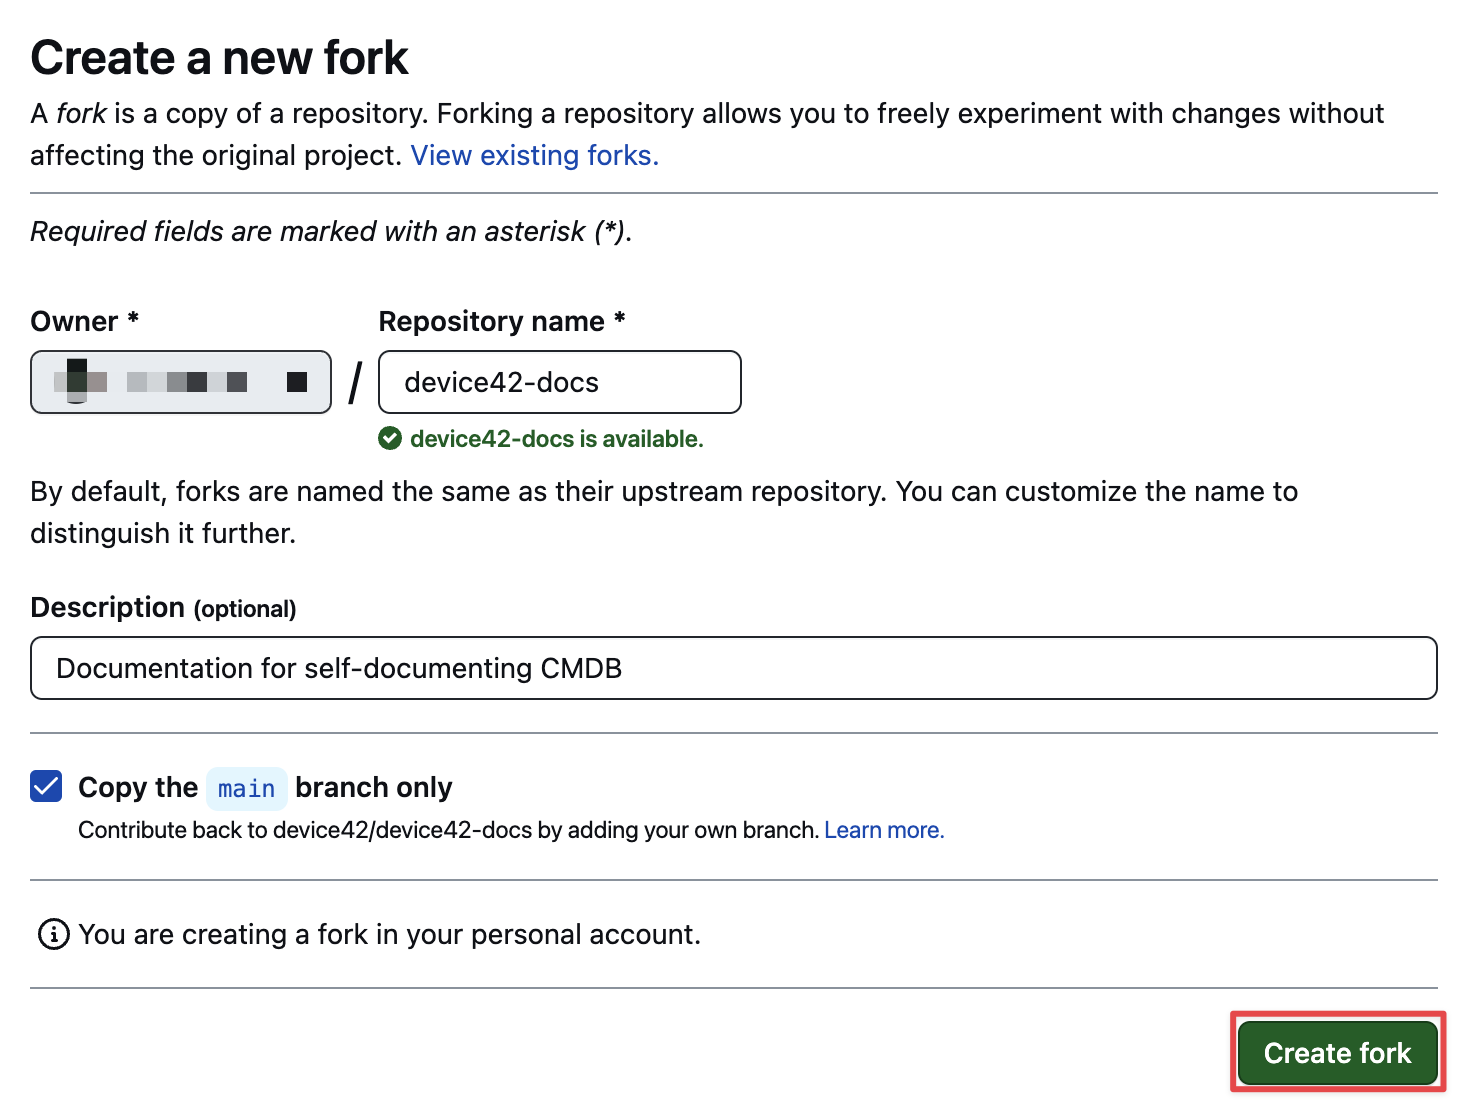 Create a new fork
A fork is a copy of a repository. Forking a repository allows you to freely experiment with changes without
affecting the original project. View existing forks.
Required fields are marked with an asterisk (*).
Owner * Repository name *
/ device42-docs
device42-docs is available.
By default, forks are named the same as their upstream repository. You can customize the name to
distinguish it further.
Description (optional)
Documentation for self-documenting CMDB
Copy the main branch only
Contribute back to device42/device42-docs by adding your own branch. Learn more.
You are creating a fork in your personal account.
Create fork